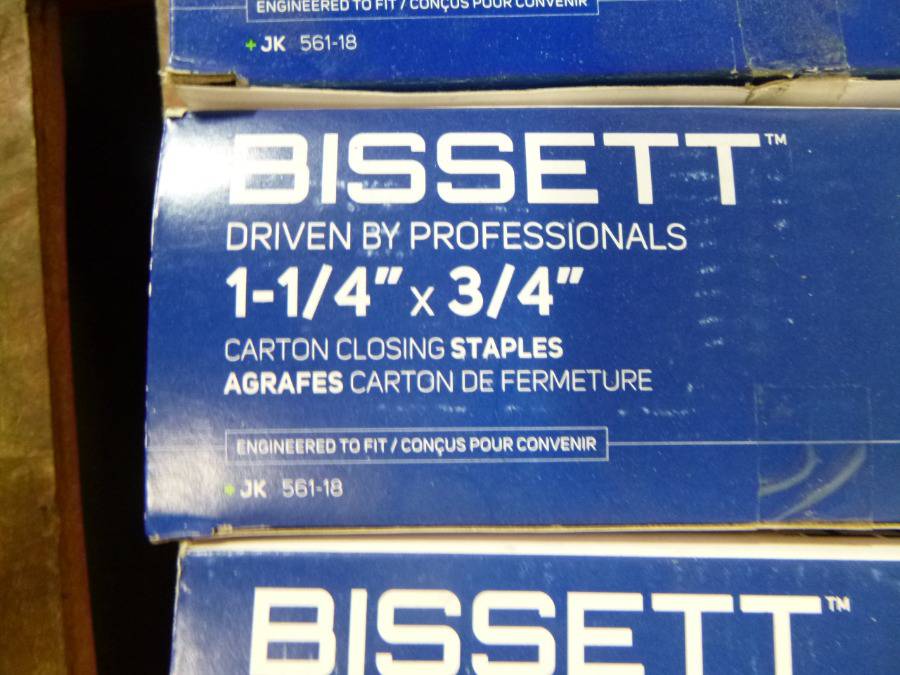 ENGINEERED TO FIT / CONÇUS POUR CONVENIR
+ JK 561-18
BISSETT™
DRIVEN BY PROFESSIONALS
1-1/4" x 3/4"
CARTON CLOSING STAPLES
AGRAFES CARTON DE FERMETURE
ENGINEERED TO FIT / CONÇUS POUR CONVENIR
+ JK 561-18
BISSETT™